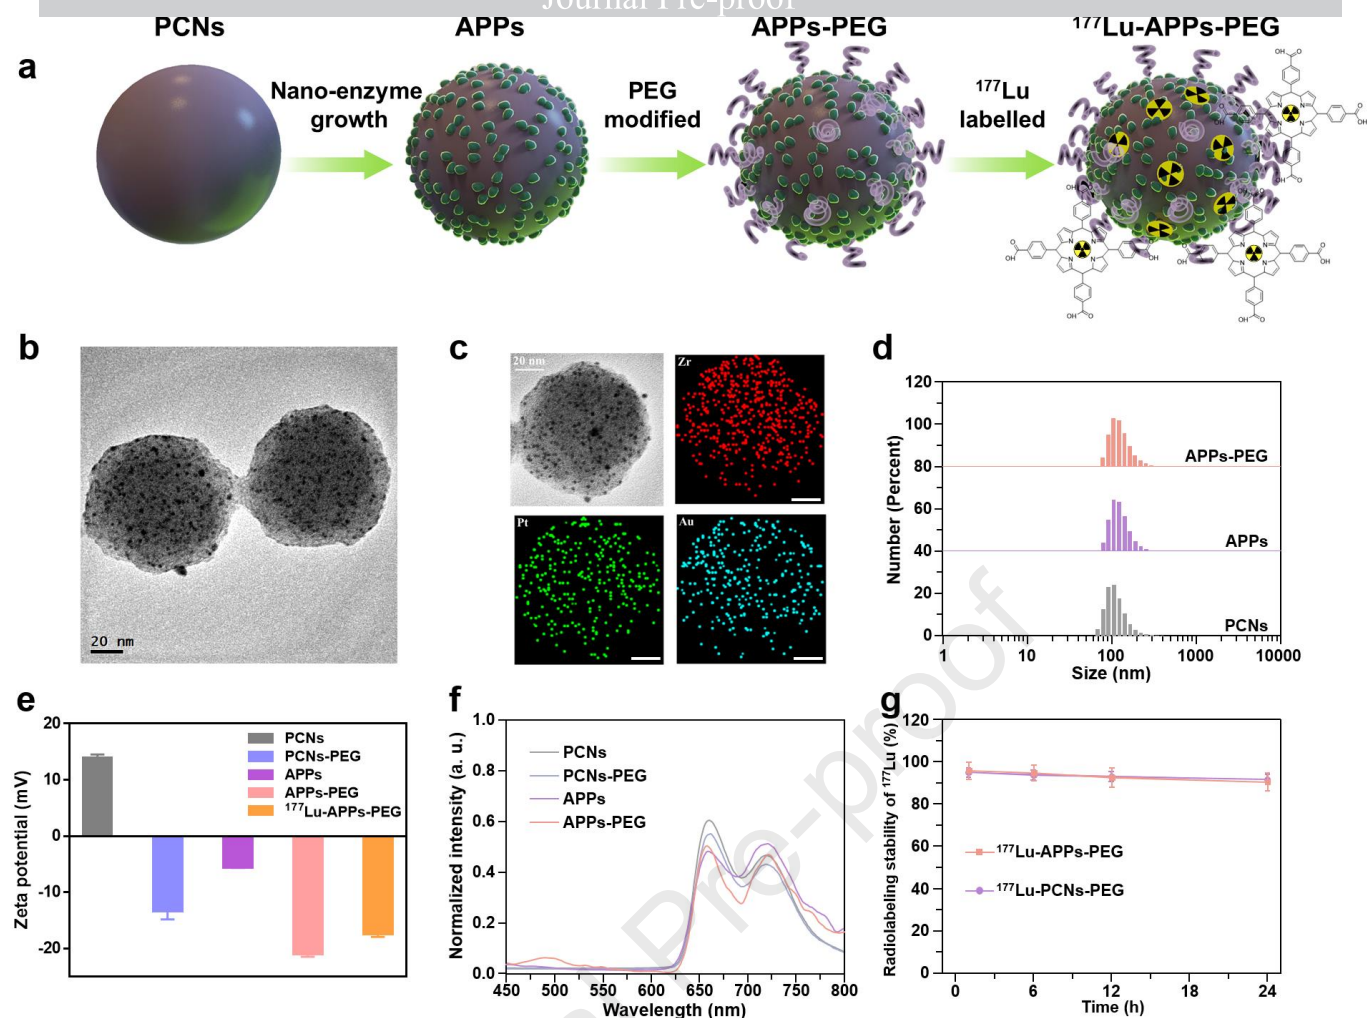 Journal Pre-proof
PCNs
APPs
APPs-PEG
¹⁷⁷Lu-APPs-PEG
a
Nano-enzyme
growth
PEG
modified
¹⁷⁷Lu
labelled
b
20 nm
c
20 nm
Zr
Pt
Au
d
Number (Percent)
120
100
80
60
40
20
0
APPs-PEG
APPs
PCNs
1 10 100 1000 10000
Size (nm)
e
Zeta potential (mV)
20
10
0
-10
-20
PCNs
PCNs-PEG
APPs
APPs-PEG
¹⁷⁷Lu-APPs-PEG
f
Normalized intensity (a. u.)
1.0
0.8
0.6
0.4
0.2
0.0
PCNs
PCNs-PEG
APPs
APPs-PEG
450 500 550 600 650 700 750 800
Wavelength (nm)
g
Radiolabeling stability of ¹⁷⁷Lu (%)
120
100
80
60
40
20
0
¹⁷⁷Lu-APPs-PEG
¹⁷⁷Lu-PCNs-PEG
0 6 12 18 24
Time (h)
Pre-proof